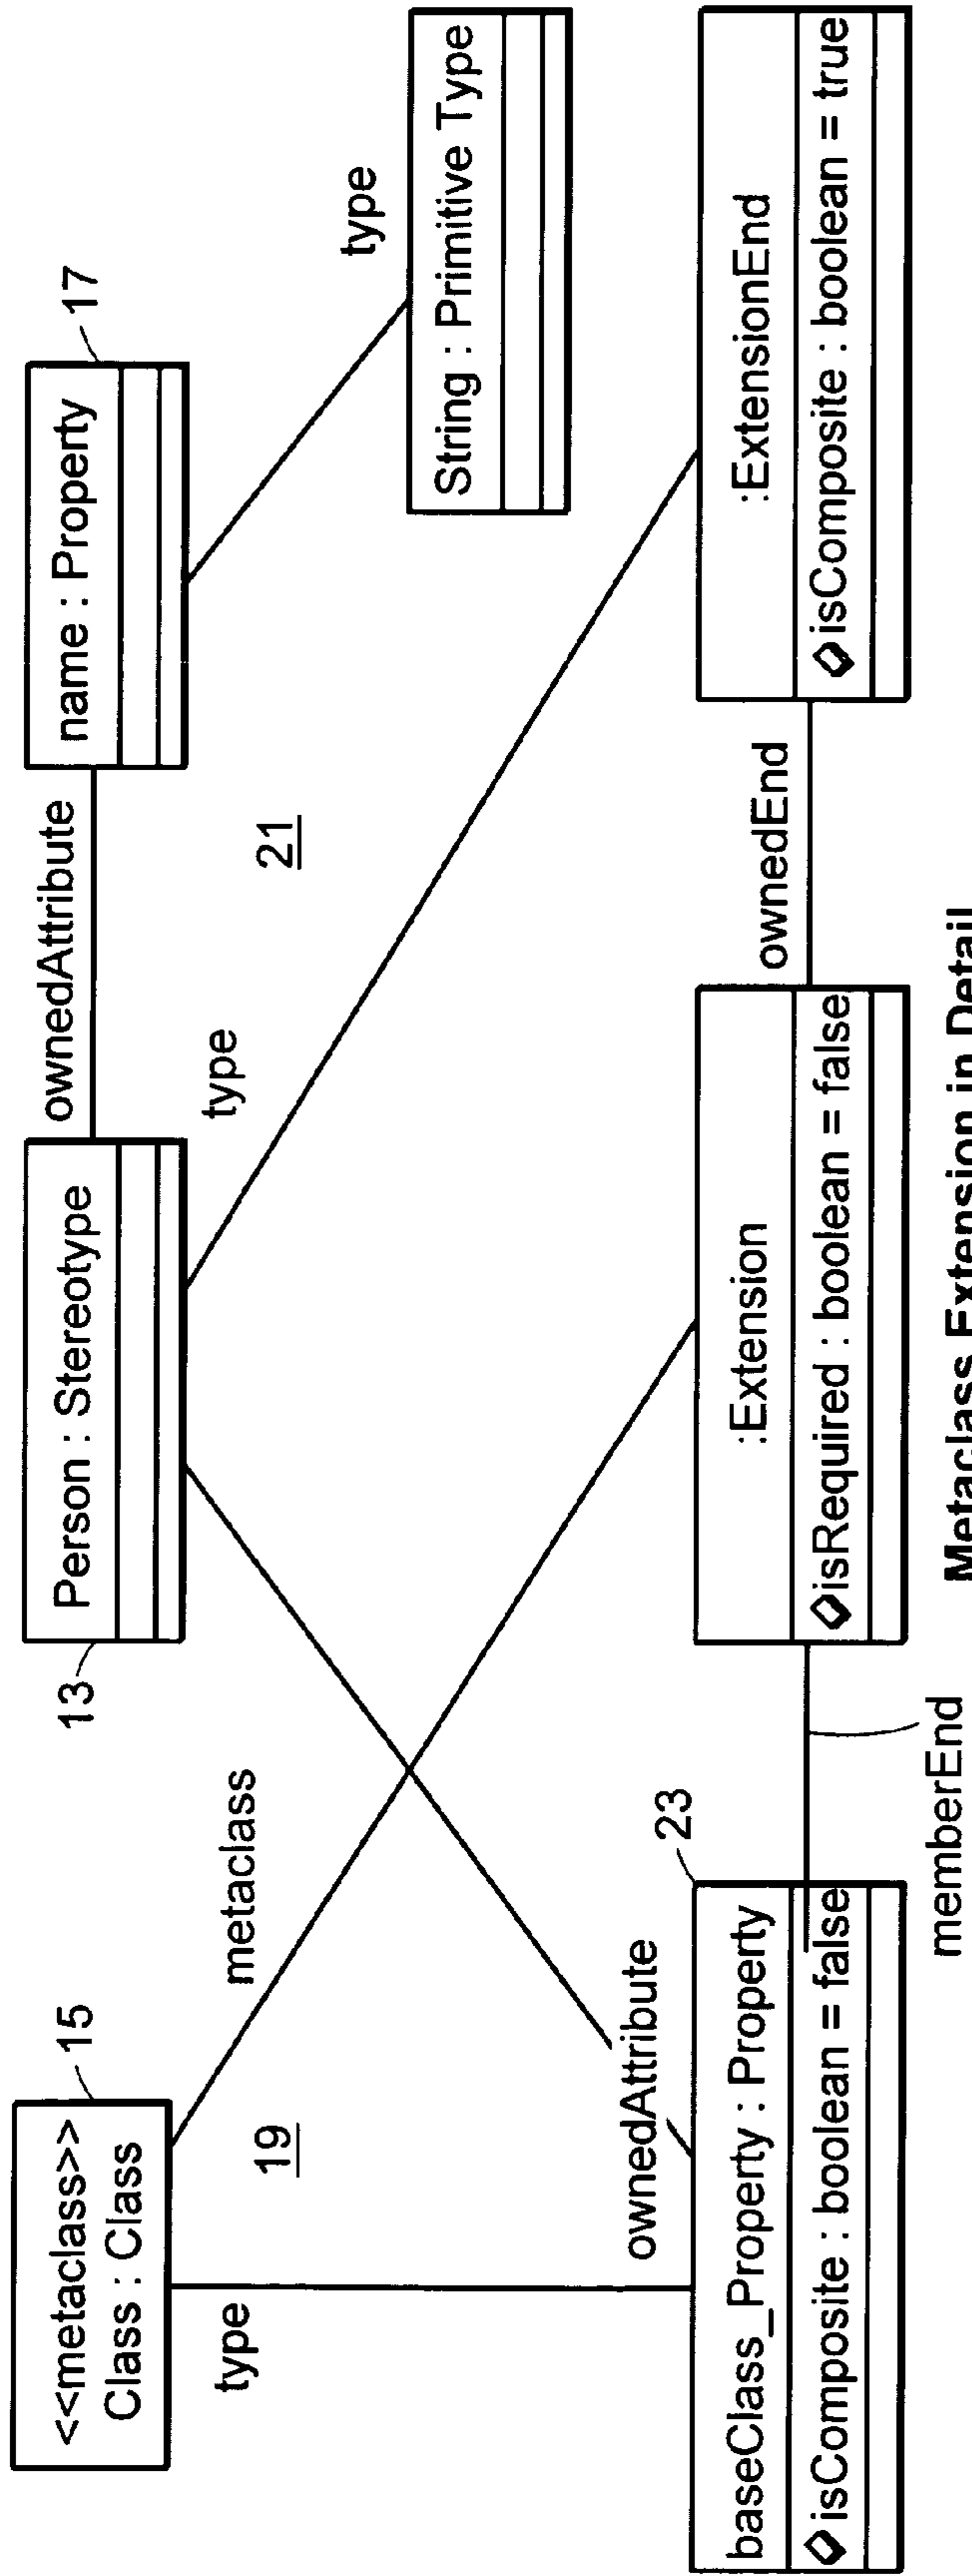 <<metaclass>>
Class : Class
15
13
Person : Stereotype
ownedAttribute
name : Property
17
type
metaclass
19
type
21
type
String : Primitive Type
ownedAttribute
23
baseClass_Property : Property
isComposite : boolean = false
memberEnd
:Extension
isRequired : boolean = false
ownedEnd
:ExtensionEnd
isComposite : boolean = true
Metaclass Extension in Detail